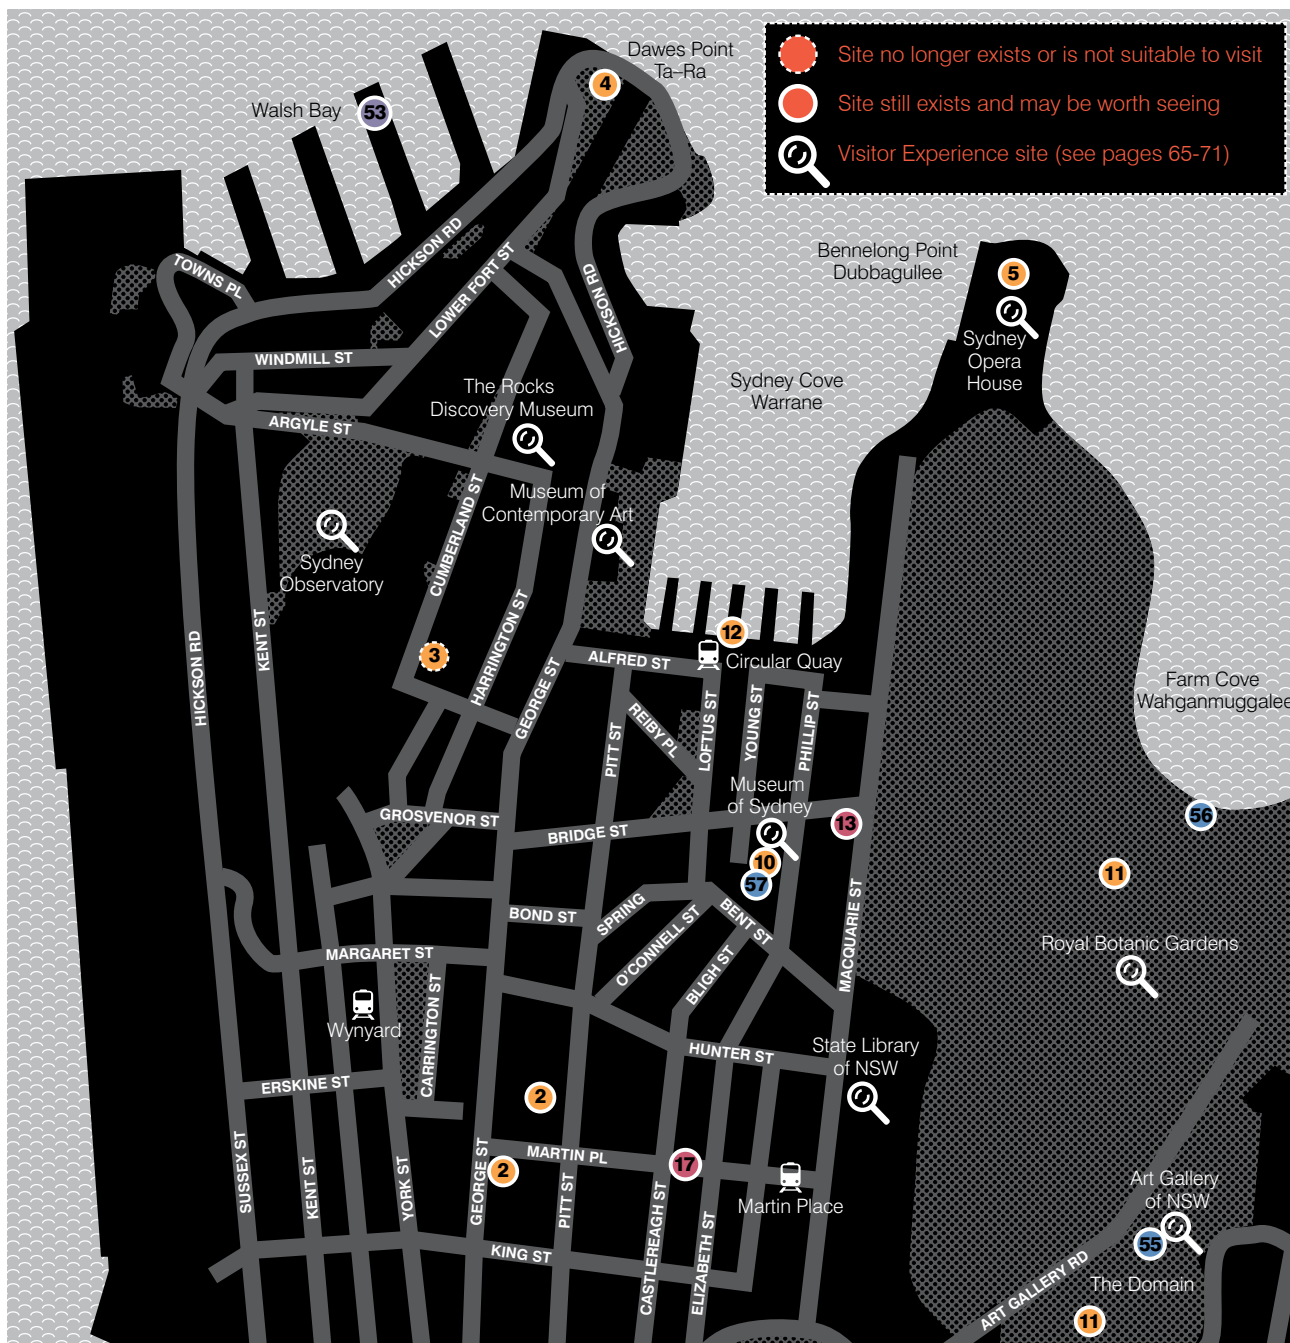 Dawes Point
Ta–Ra
4
Walsh Bay
53
Site no longer exists or is not suitable to visit
Site still exists and may be worth seeing
Visitor Experience site (see pages 65-71)
Bennelong Point
Dubbagullee
5
Sydney
Opera
House
TOWNS PL
HICKSON RD
LOWER FORT ST
HICKSON RD
WINDMILL ST
ARGYLE ST
The Rocks
Discovery Museum
Sydney Cove
Warrane
Museum of
Contemporary Art
CUMBERLAND ST
Sydney
Observatory
HICKSON RD
KENT ST
3
HARRINGTON ST
GEORGE ST
ALFRED ST
12
Circular Quay
Farm Cove
Wahganmuggalee
PITT ST
REIBY PL
LOFTUS ST
YOUNG ST
PHILLIP ST
Museum
of Sydney
GROSVENOR ST
BRIDGE ST
13
56
10
57
11
BOND ST
SPRING
O'CONNELL ST
BENT ST
BLIGH ST
MACQUARIE ST
Royal Botanic Gardens
MARGARET ST
CARRINGTON ST
Wynyard
HUNTER ST
State Library
of NSW
ERSKINE ST
2
SUSSEX ST
KENT ST
YORK ST
GEORGE ST
2
MARTIN PL
PITT ST
17
Martin Place
CASTLEREAGH ST
ELIZABETH ST
KING ST
Art Gallery
of NSW
55
The Domain
ART GALLERY RD
11